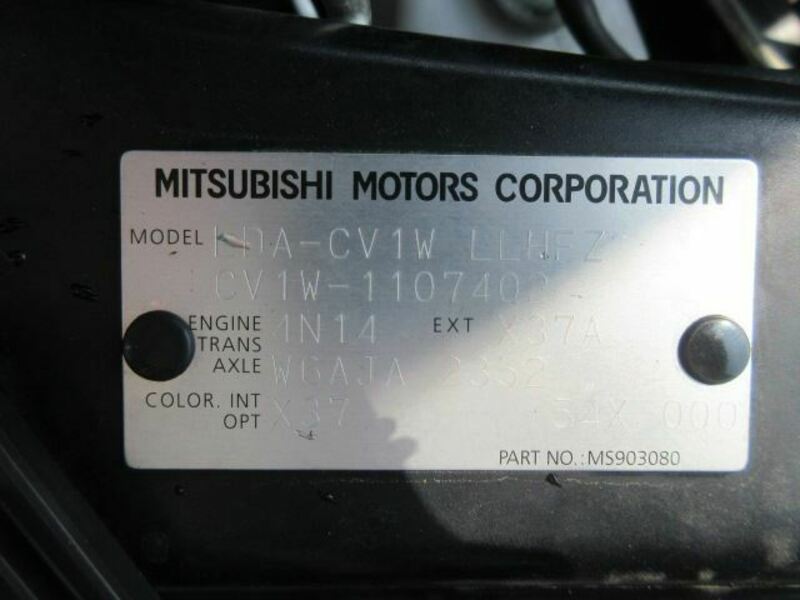 MITSUBISHI MOTORS CORPORATION
MODEL LDA-CV1W LLHFZ
CV1W-1107402
ENGINE 4N14 EXT X37A
TRANS
AXLE W6AJA 2352
COLOR. INT
OPT X37 54X 000
PART NO.: MS903080